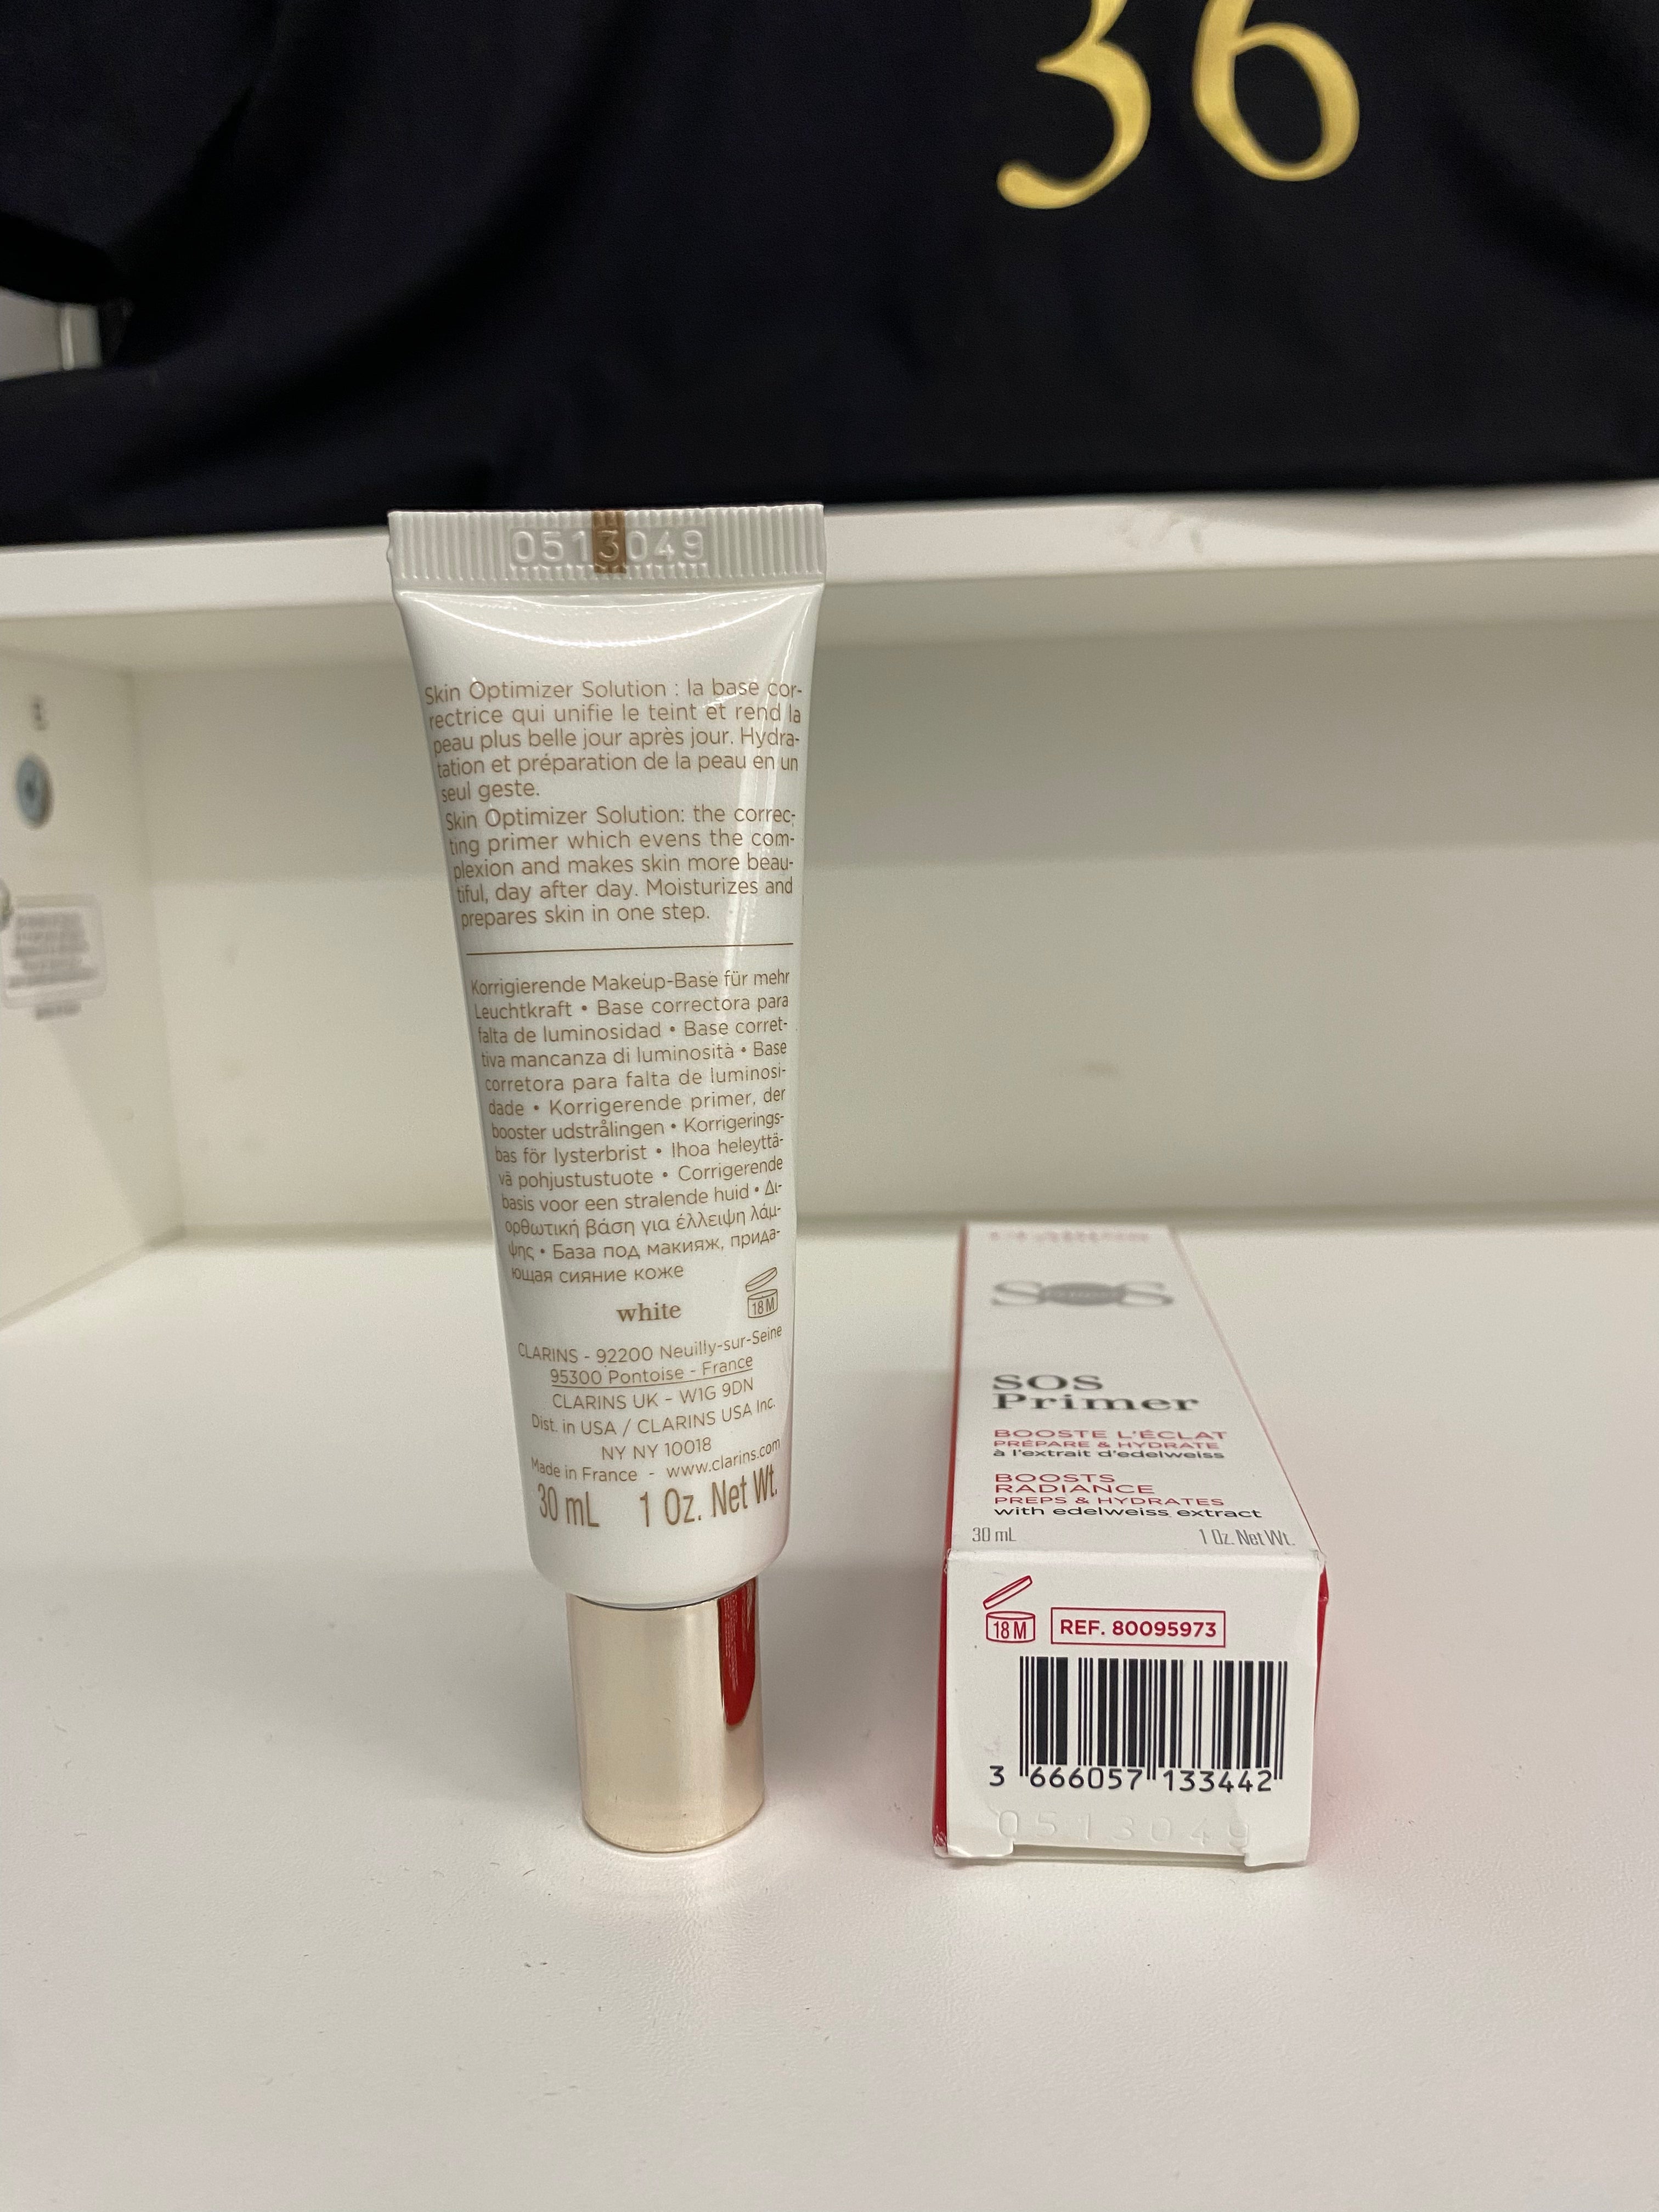 36
0513049
Skin Optimizer Solution : la base cor-
rectrice qui unifie le teint et rend la
peau plus belle jour après jour. Hydra-
tation et préparation de la peau en un
seul geste.
Skin Optimizer Solution: the correc-
ting primer which evens the com-
plexion and makes skin more beau-
tiful, day after day. Moisturizes and
prepares skin in one step.
Korrigierende Makeup-Base für mehr
Leuchtkraft • Base correctora para
falta de luminosidad • Base corret-
tiva mancanza di luminosità • Base
corretora para falta de luminosi-
dade • Korrigerende primer, der
booster udstrålingen • Korrigerings-
bas för lysterbrist • Ihoa heleyttä-
vä pohjustustuote • Corrigerende
basis voor een stralende huid • Δι-
ορθωτική βάση για έλλειψη λάμ-
ψης • База под макияж, прида-
ющая сияние коже
white
18M
CLARINS - 92200 Neuilly-sur-Seine
95300 Pontoise - France
CLARINS UK - W1G 9DN
Dist. in USA / CLARINS USA Inc.
NY NY 10018
Made in France - www.clarins.com
30 mL 1 Oz. Net Wt.
SOS
SOS
Primer
BOOSTE L'ÉCLAT
PRÉPARE & HYDRATE
à l'extrait d'edelweiss
BOOSTS
RADIANCE
PREPS & HYDRATES
with edelweiss extract
30 mL 1 Oz. Net Wt.
18M
REF. 80095973
3 666057 133442
0513049